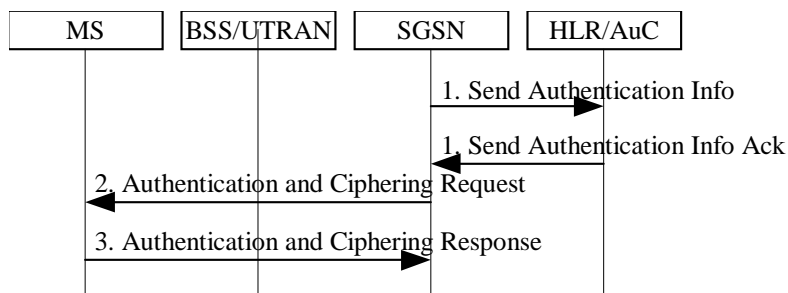 MS BSS/UTRAN SGSN HLR/AuC
1. Send Authentication Info
1. Send Authentication Info Ack
2. Authentication and Ciphering Request
3. Authentication and Ciphering Response